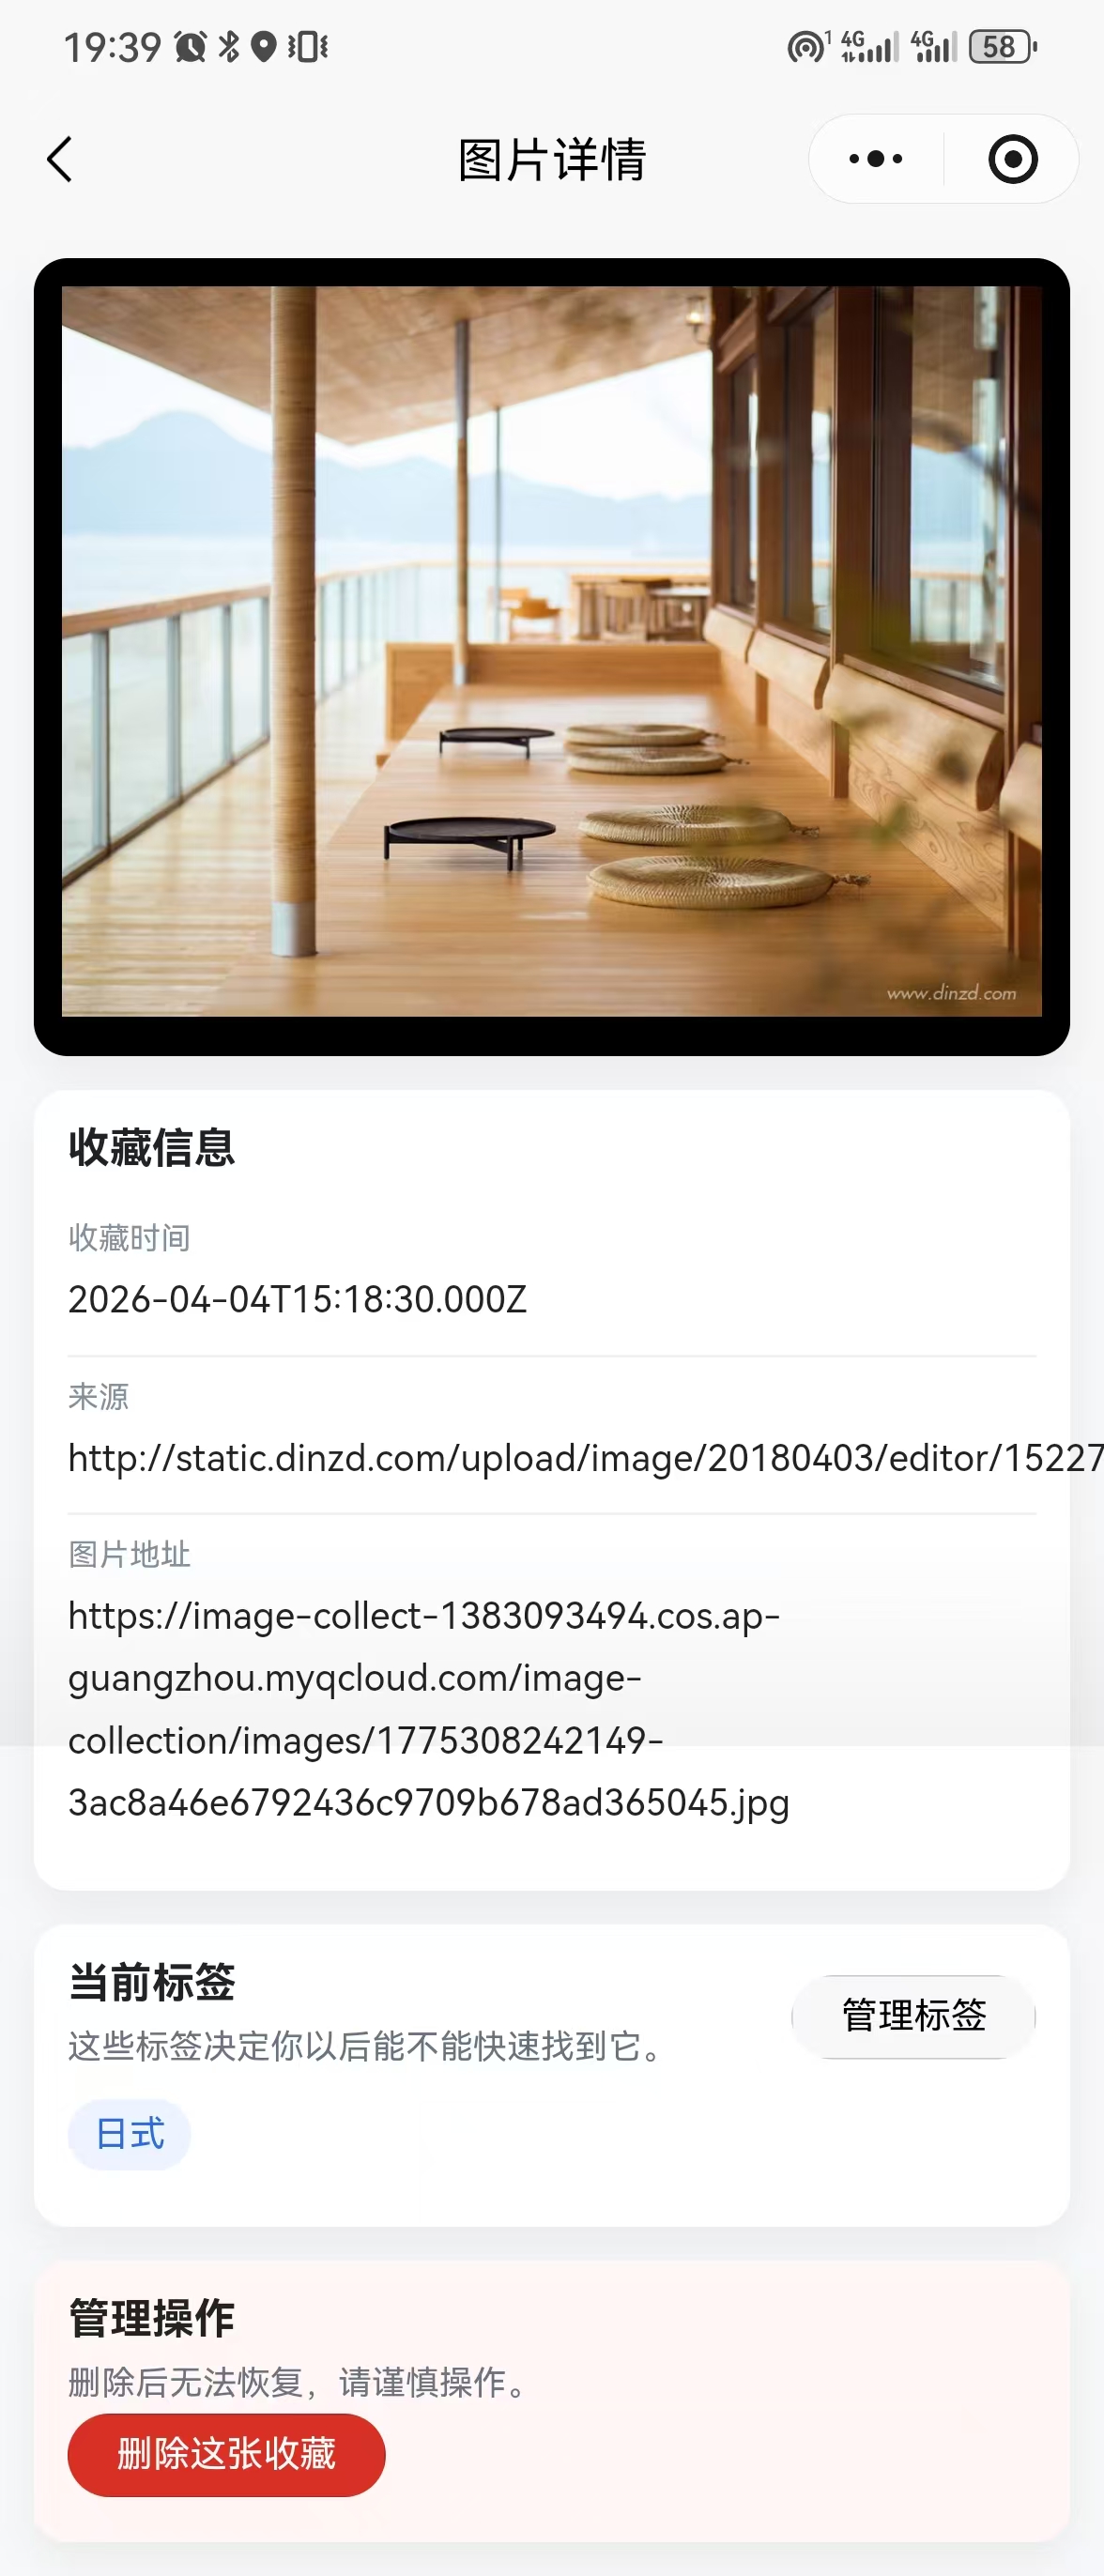 19:39
1 4G 4G 58
图片详情
www.dinzd.com
收藏信息
收藏时间
2026-04-04T15:18:30.000Z
来源
http://static.dinzd.com/upload/image/20180403/editor/15227
图片地址
https://image-collect-1383093494.cos.ap-
guangzhou.myqcloud.com/image-
collection/images/1775308242149-
3ac8a46e6792436c9709b678ad365045.jpg
当前标签
管理标签
这些标签决定你以后能不能快速找到它。
日式
管理操作
删除后无法恢复，请谨慎操作。
删除这张收藏